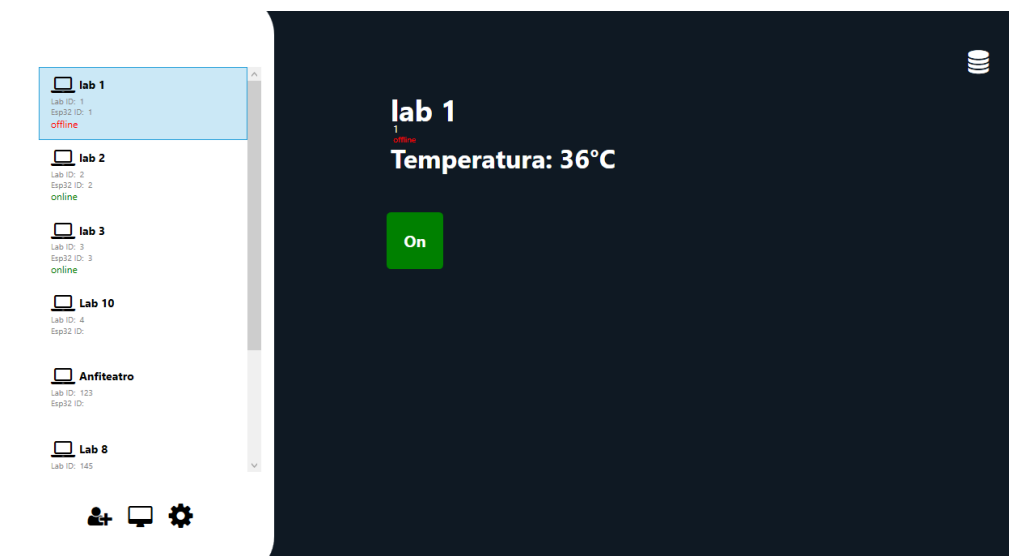 lab 1
Lab ID: 1
Esp32 ID: 1
offline
lab 2
Lab ID: 2
Esp32 ID: 2
online
lab 3
Lab ID: 3
Esp32 ID: 3
online
Lab 10
Lab ID: 4
Esp32 ID:
Anfiteatro
Lab ID: 123
Esp32 ID:
Lab 8
Lab ID: 145
lab 1
1
offline
Temperatura: 36°C
On